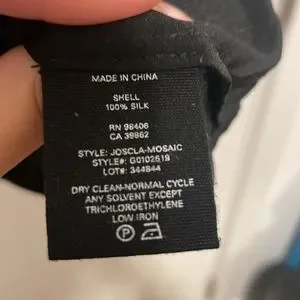 MADE IN CHINA
SHELL
100% SILK
RN 98406
CA 39862
STYLE: JOSCLA-MOSAIC
STYLE#: G0102519
LOT#: 344844
DRY CLEAN-NORMAL CYCLE
ANY SOLVENT EXCEPT
TRICHLOROETHYLENE
LOW IRON
P